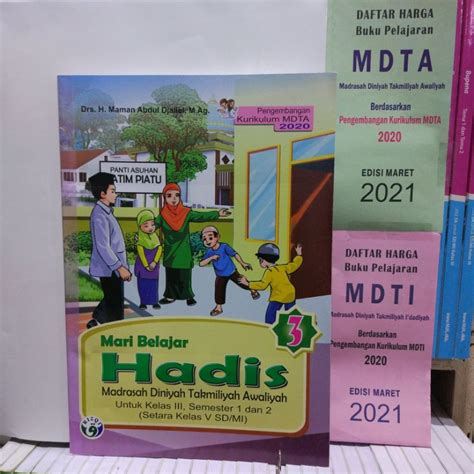 Drs. H. Maman Abdul Djaliel, M.Ag.
Pengembangan
Kurikulum MDTA
2020
PANTI ASUHAN
YATIM PIATU
3
Mari Belajar
Hadis
Madrasah Diniyah Takmiliyah Awaliyah
Untuk Kelas III, Semester 1 dan 2
(Setara Kelas V SD/MI)
DAFTAR HARGA
Buku Pelajaran
MDTA
Madrasah Diniyah Takmiliyah Awaliyah
Berdasarkan
Pengembangan Kurikulum MDTA
2020
EDISI MARET
2021
DAFTAR HARGA
Buku Pelajaran
MDTI
Madrasah Diniyah Takmiliyah I'dadiyah
Berdasarkan
Pengembangan Kurikulum MDTI
2020
EDISI MARET
2021